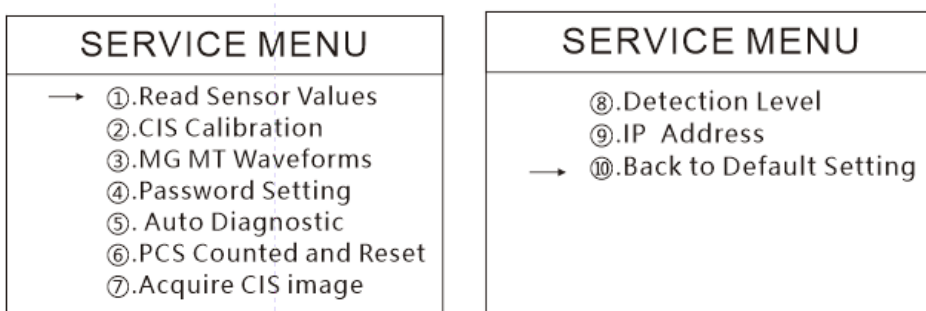 SERVICE MENU
→ ①.Read Sensor Values
②.CIS Calibration
③.MG MT Waveforms
④.Password Setting
⑤. Auto Diagnostic
⑥.PCS Counted and Reset
⑦.Acquire CIS image
SERVICE MENU
⑧.Detection Level
⑨.IP Address
→ ⑩.Back to Default Setting